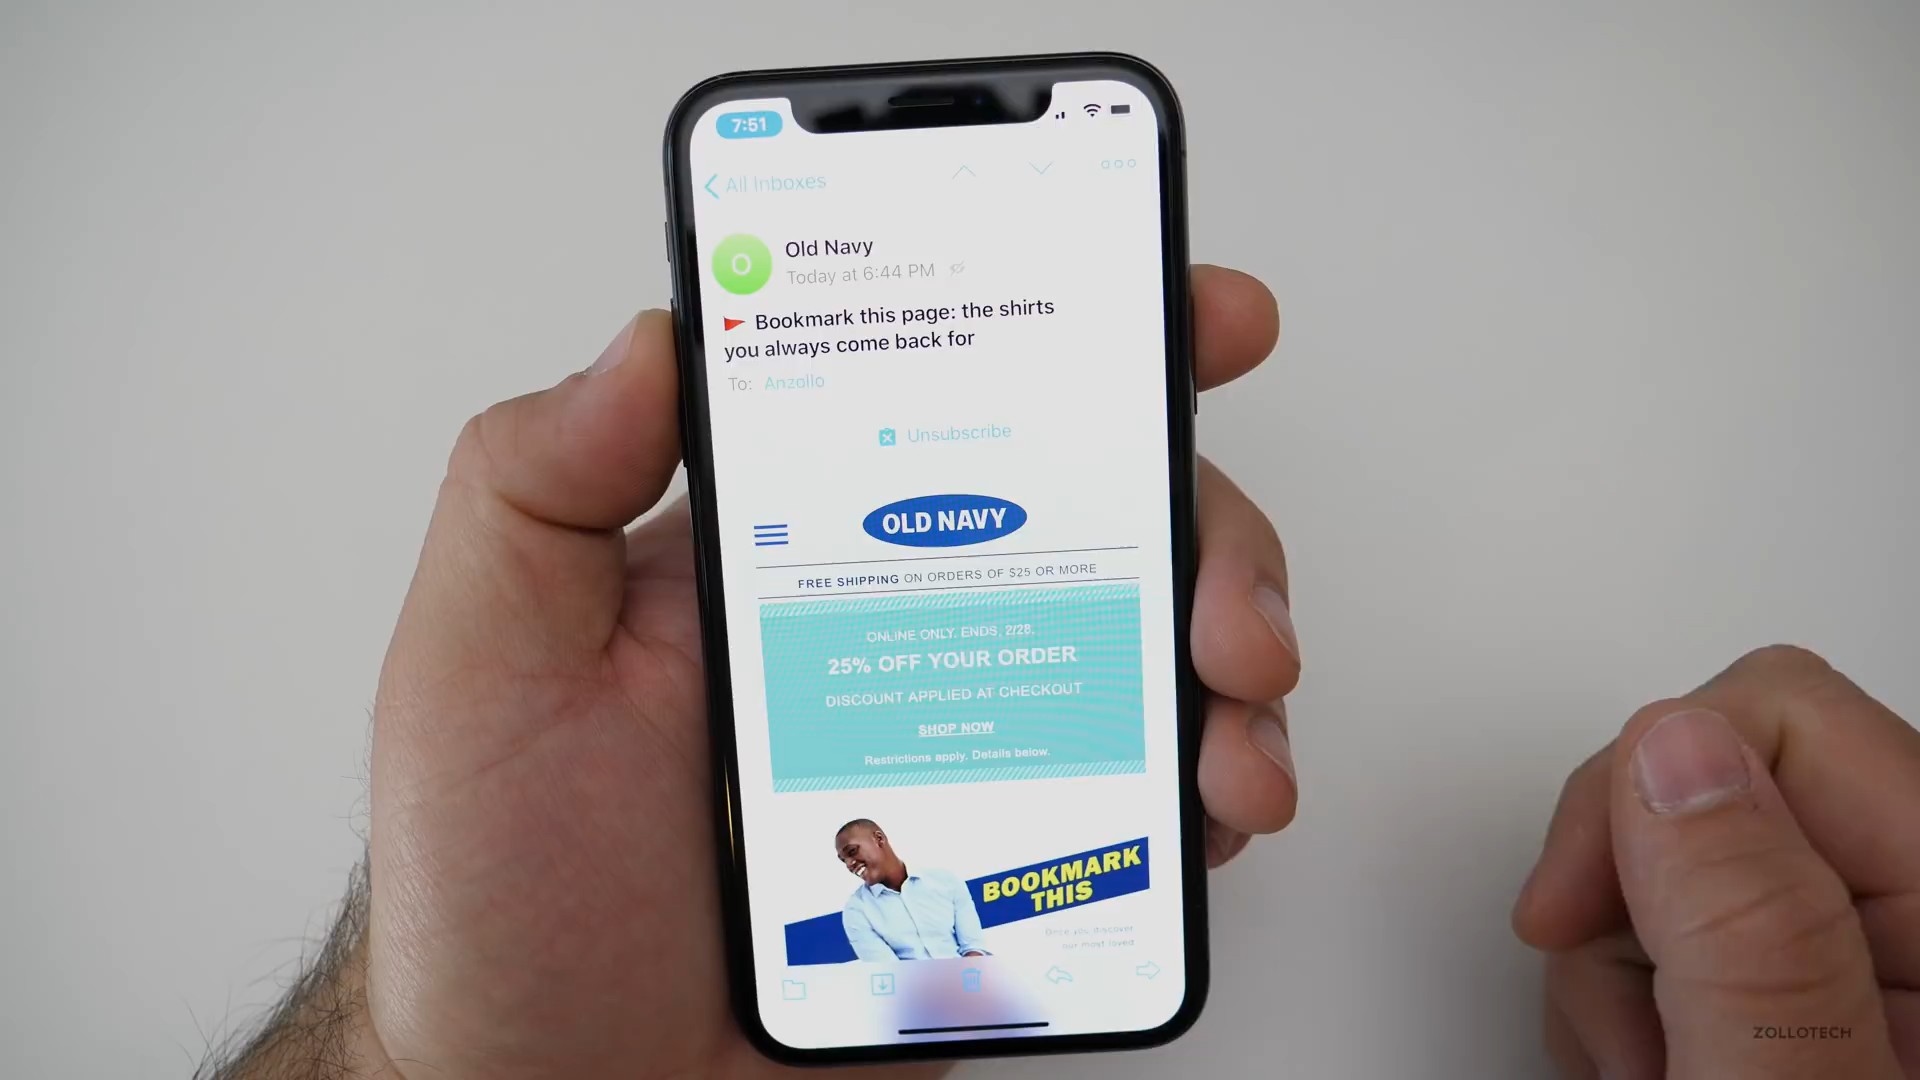 7:51
All Inboxes
O
Old Navy
Today at 6:44 PM
Bookmark this page: the shirts
you always come back for
To: Anzollo
Unsubscribe
OLD NAVY
FREE SHIPPING ON ORDERS OF $25 OR MORE
ONLINE ONLY. ENDS, 2/28.
25% OFF YOUR ORDER
DISCOUNT APPLIED AT CHECKOUT
SHOP NOW
Restrictions apply. Details below.
BOOKMARK
THIS
Once you discover
our most loved
ZOLLOTECH